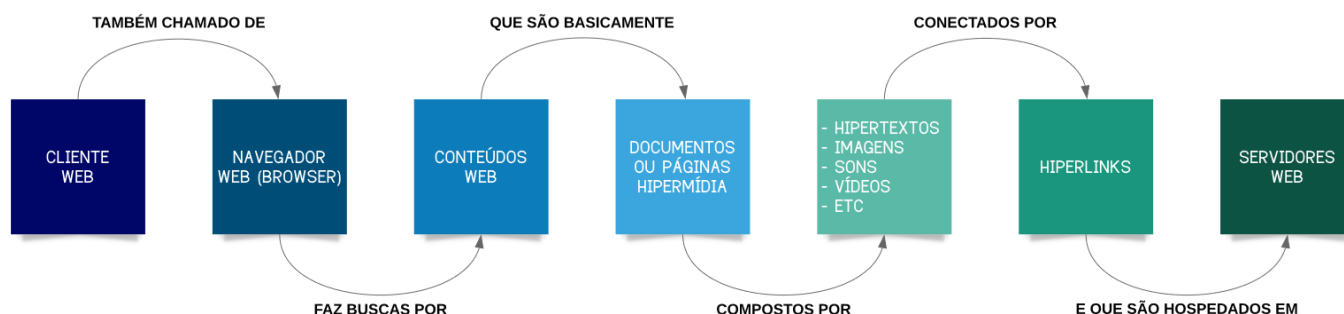 TAMBÉM CHAMADO DE
QUE SÃO BASICAMENTE
CONECTADOS POR
CLIENTE
WEB
NAVEGADOR
WEB (BROWSER)
CONTEÚDOS
WEB
DOCUMENTOS
OU PÁGINAS
HIPERMÍDIA
- HIPERTEXTOS
- IMAGENS
- SONS
- VÍDEOS
- ETC
HIPERLINKS
SERVIDORES
WEB
FAZ BUSCAS POR
COMPOSTOS POR
E QUE SÃO HOSPEDADOS EM